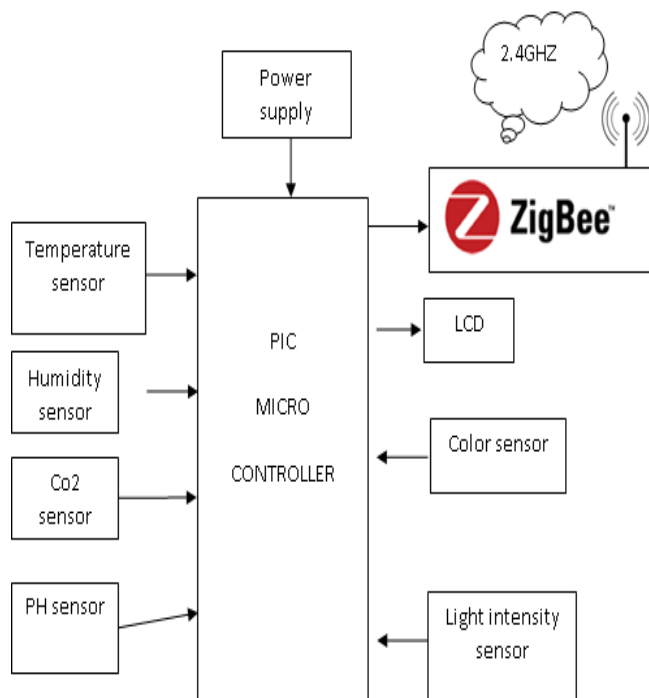 2.4GHZ
Power
supply
ZigBee™
Temperature
sensor
PIC
LCD
Humidity
sensor
MICRO
Color sensor
CONTROLLER
Co2
sensor
PH sensor
Light intensity
sensor